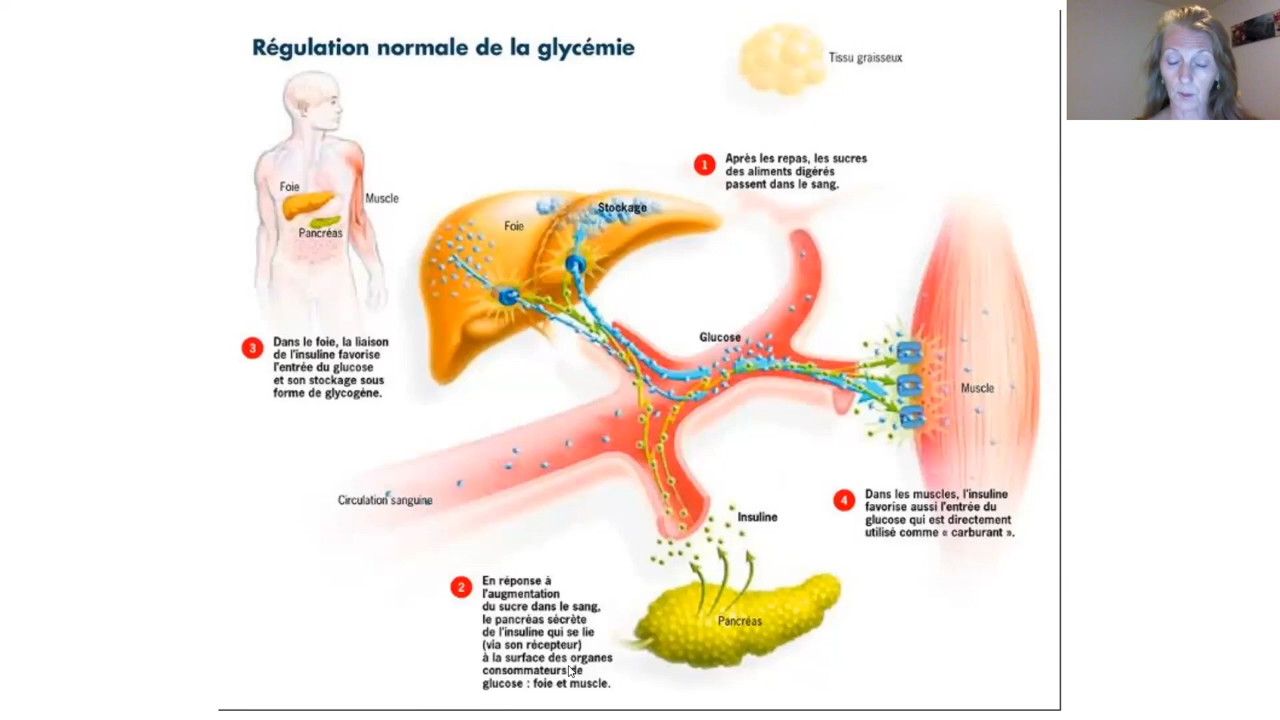 Régulation normale de la glycémie
Tissu graisseux
Foie
Muscle
Pancréas
1
Après les repas, les sucres
des aliments digérés
passent dans le sang.
Stockage
Foie
Glucose
3
Dans le foie, la liaison
de l'insuline favorise
l'entrée du glucose
et son stockage sous
forme de glycogène.
Muscle
Circulation sanguine
4
Dans les muscles, l'insuline
favorise aussi l'entrée du
glucose qui est directement
utilisé comme « carburant ».
Insuline
2
En réponse à
l'augmentation
du sucre dans le sang,
le pancréas sécrète
de l'insuline qui se lie
(via son récepteur)
à la surface des organes
consommateurs de
glucose : foie et muscle.
Pancréas